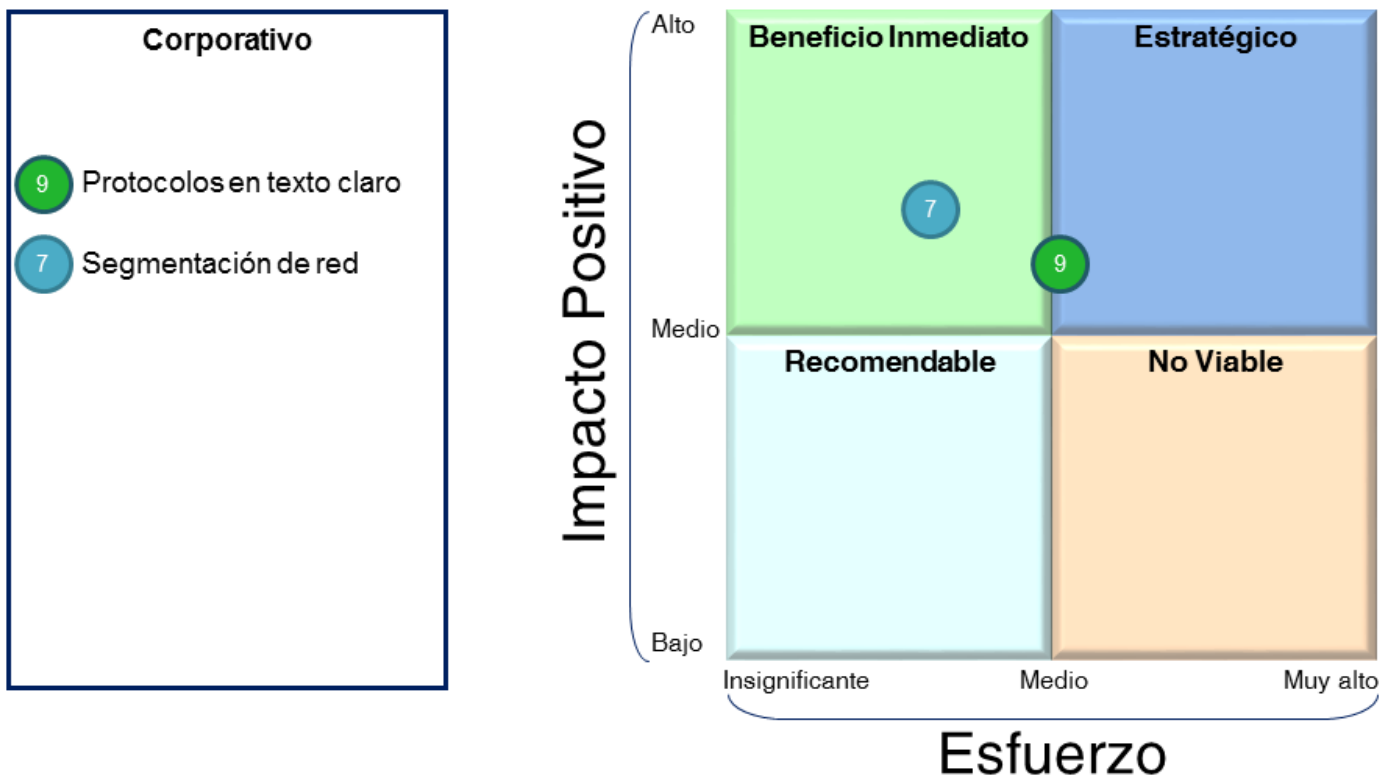 Corporativo
9 Protocolos en texto claro
7 Segmentación de red
Impacto Positivo
Alto
Medio
Bajo
Beneficio Inmediato
Estratégico
7
9
Recomendable
No Viable
Insignificante
Medio
Muy alto
Esfuerzo